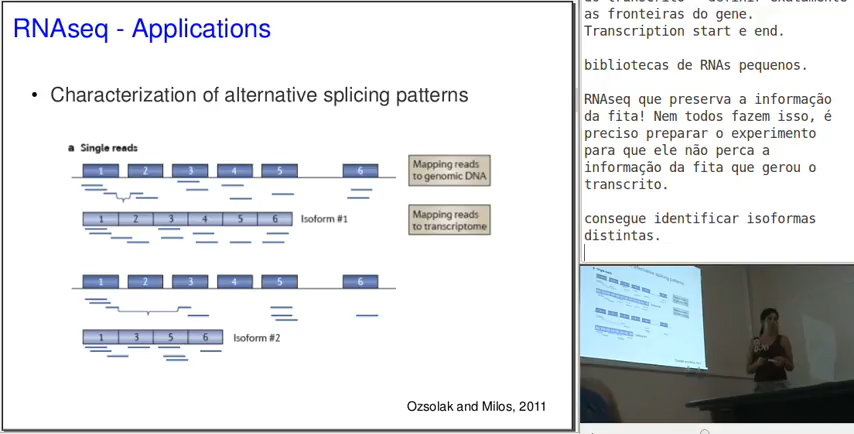 RNAseq - Applications
• Characterization of alternative splicing patterns
a Single reads
1 2 3 4 5 6
Mapping reads
to genomic DNA
1 2 3 4 5 6 Isoform #1
Mapping reads
to transcriptome
1 2 3 4 5 6
1 3 5 6 Isoform #2
Ozsolak and Milos, 2011
as fronteiras do gene.
Transcription start e end.
bibliotecas de RNAs pequenos.
RNAseq que preserva a informação
da fita! Nem todos fazem isso, é
preciso preparar o experimento
para que ele não perca a
informação da fita que gerou o
transcrito.
consegue identificar isoformas
distintas.